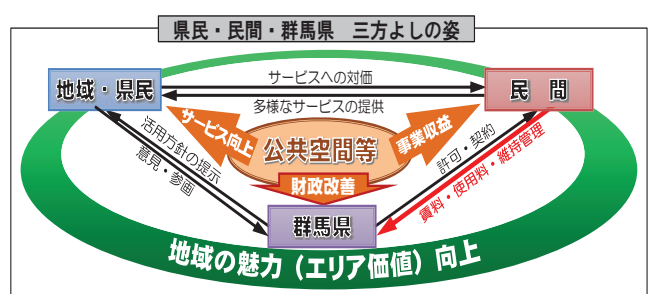 県民・民間・群馬県 三方よしの姿
地域・県民
サービスへの対価
民 間
多様なサービスの提供
サービス向上
公共空間等
事業収益
活用方針の提示
意見・参画
許可・契約
賃料・使用料・維持管理
財政改善
群馬県
地域の魅力（エリア価値）向上